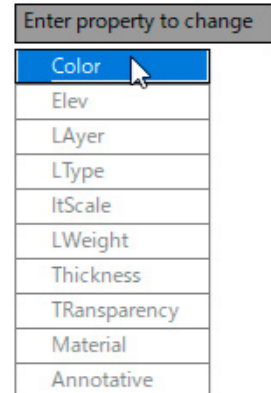 Enter property to change
Color
Elev
LAyer
LType
ltScale
LWeight
Thickness
TRansparency
Material
Annotative